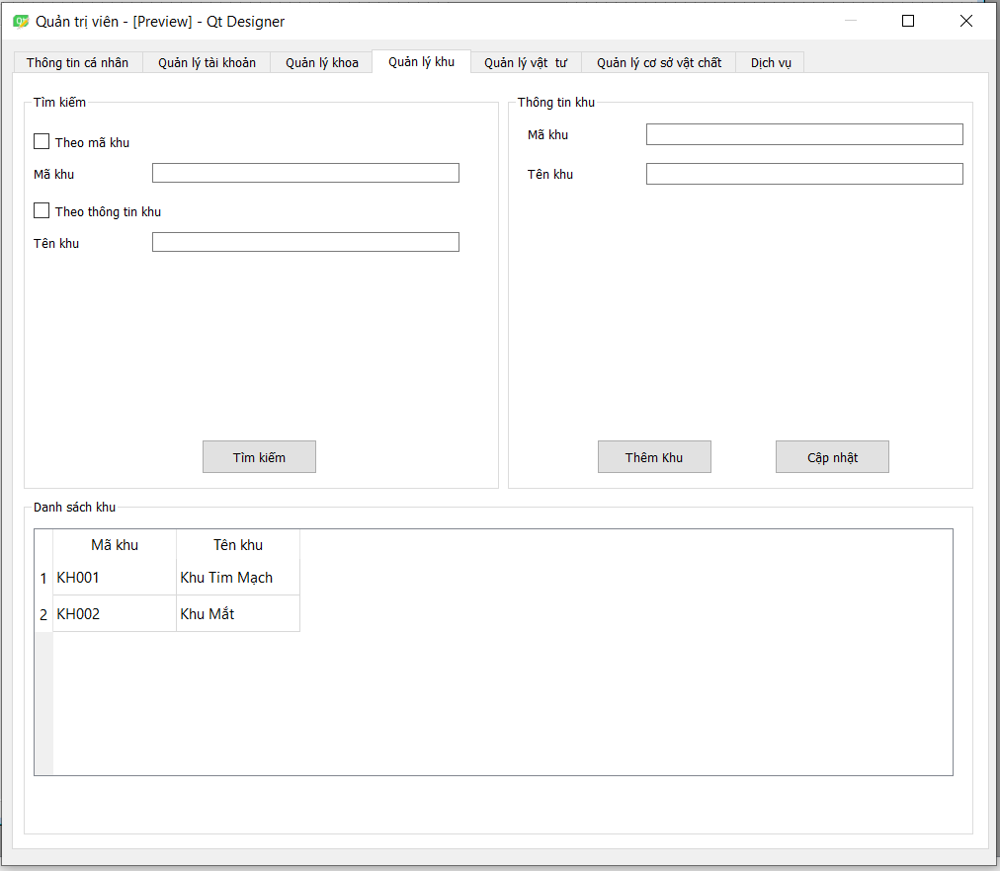 Quản trị viên - [Preview] - Qt Designer
Thông tin cá nhân Quản lý tài khoản Quản lý khoa Quản lý khu Quản lý vật tư Quản lý cơ sở vật chất Dịch vụ
Tìm kiếm
Theo mã khu
Mã khu
Theo thông tin khu
Tên khu
Tìm kiếm
Thông tin khu
Mã khu
Tên khu
Thêm Khu Cập nhật
Danh sách khu
Mã khu Tên khu
1 KH001 Khu Tim Mạch
2 KH002 Khu Mắt